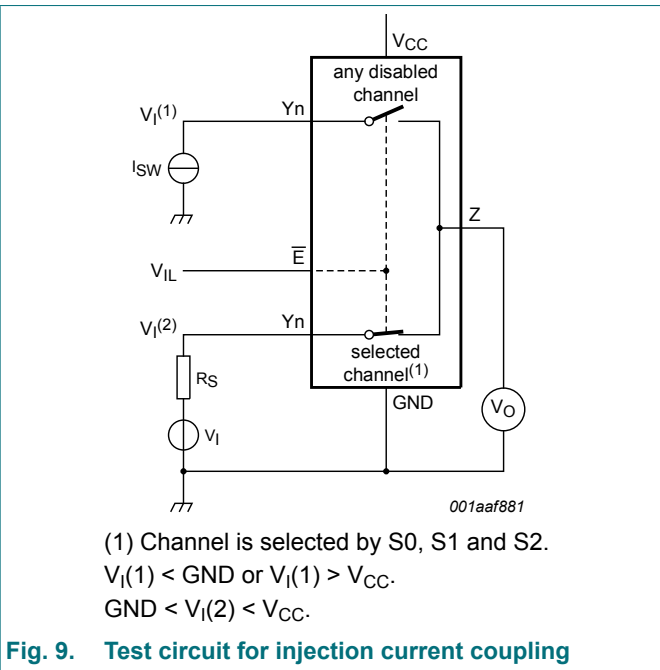 VCC
any disabled
channel
VI(1)
Yn
ISW
Z
E
VIL
VI(2)
Yn
selected
channel(1)
RS
GND
VO
VI
001aaf881
(1) Channel is selected by S0, S1 and S2.
VI(1) < GND or VI(1) > VCC.
GND < VI(2) < VCC.
Fig. 9. Test circuit for injection current coupling